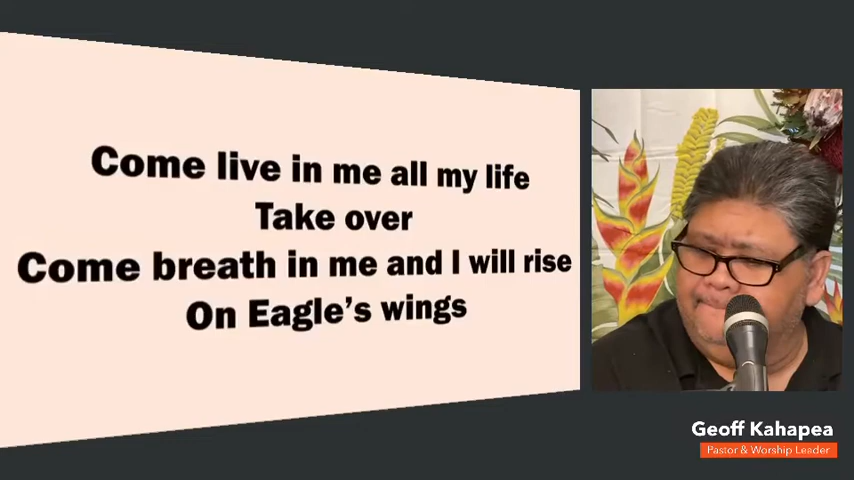 Come live in me all my life
Take over
Come breath in me and I will rise
On Eagle's wings
Geoff Kahapea
Pastor & Worship Leader